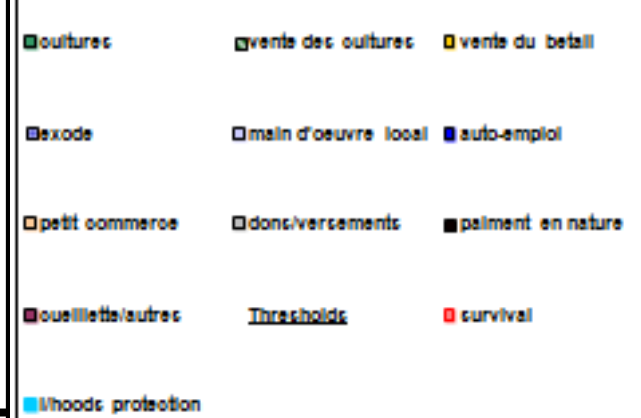 cultures vente des cultures vente du betail
exode main d'oeuvre local auto-emploi
petit commerce dons/versements paiment en nature
cueillette/autres Thresholds survival
l/hoods protection